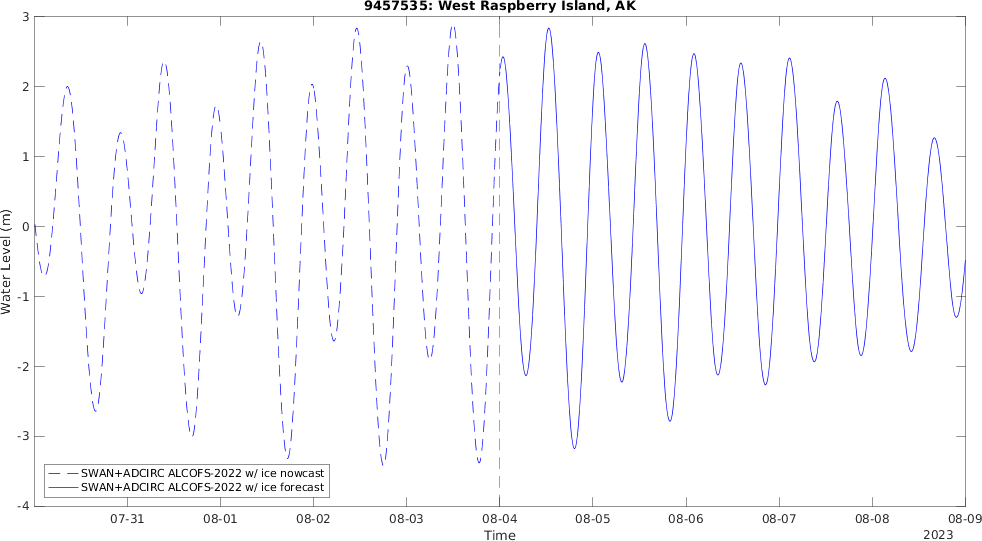 9457535: West Raspberry Island, AK
3
2
1
0
-1
-2
-3
-4
Water Level (m)
SWAN+ADCIRC ALCOFS-2022 w/ ice nowcast
SWAN+ADCIRC ALCOFS-2022 w/ ice forecast
07-31 08-01 08-02 08-03 08-04 08-05 08-06 08-07 08-08 08-09
Time
2023